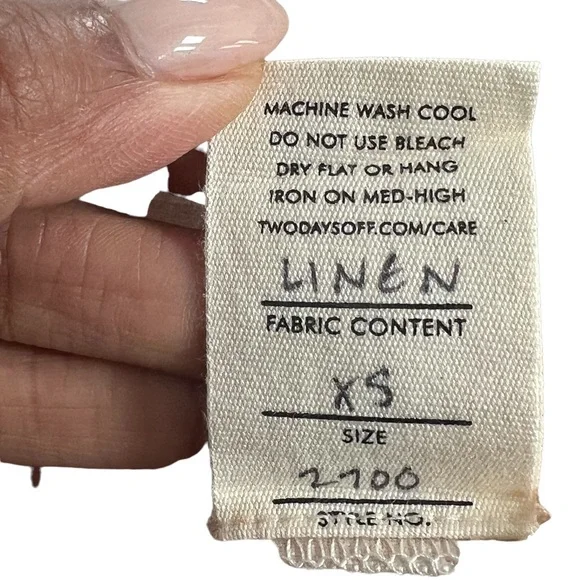 MACHINE WASH COOL
DO NOT USE BLEACH
DRY FLAT OR HANG
IRON ON MED-HIGH
TWODAYSOFF.COM/CARE
LINEN
FABRIC CONTENT
XS
SIZE
2700
STYLE NO.